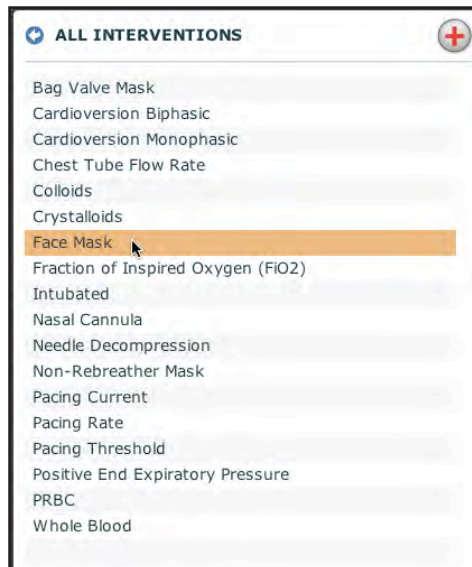 ALL INTERVENTIONS
Bag Valve Mask
Cardioversion Biphasic
Cardioversion Monophasic
Chest Tube Flow Rate
Colloids
Crystalloids
Face Mask
Fraction of Inspired Oxygen (FiO2)
Intubated
Nasal Cannula
Needle Decompression
Non-Rebreather Mask
Pacing Current
Pacing Rate
Pacing Threshold
Positive End Expiratory Pressure
PRBC
Whole Blood